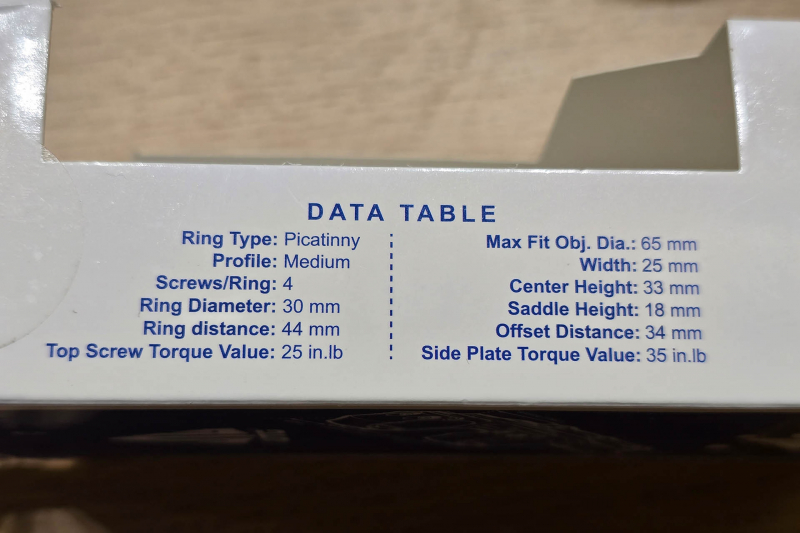 DATA TABLE
Ring Type: Picatinny
Profile: Medium
Screws/Ring: 4
Ring Diameter: 30 mm
Ring distance: 44 mm
Top Screw Torque Value: 25 in.lb
Max Fit Obj. Dia.: 65 mm
Width: 25 mm
Center Height: 33 mm
Saddle Height: 18 mm
Offset Distance: 34 mm
Side Plate Torque Value: 35 in.lb